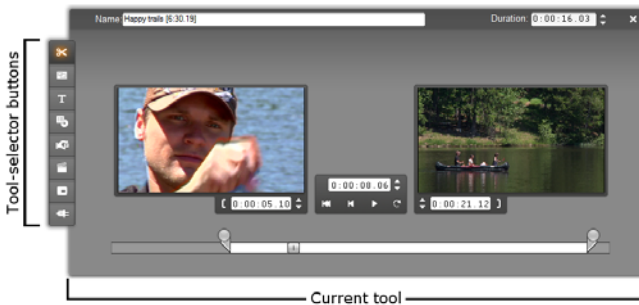 Name Happy trails [6:30.19]
Duration: 0:00:16.03
Tool-selector buttons
T
0:00:08.06
[ 0:00:05.10
0:00:21.12 ]
Current tool